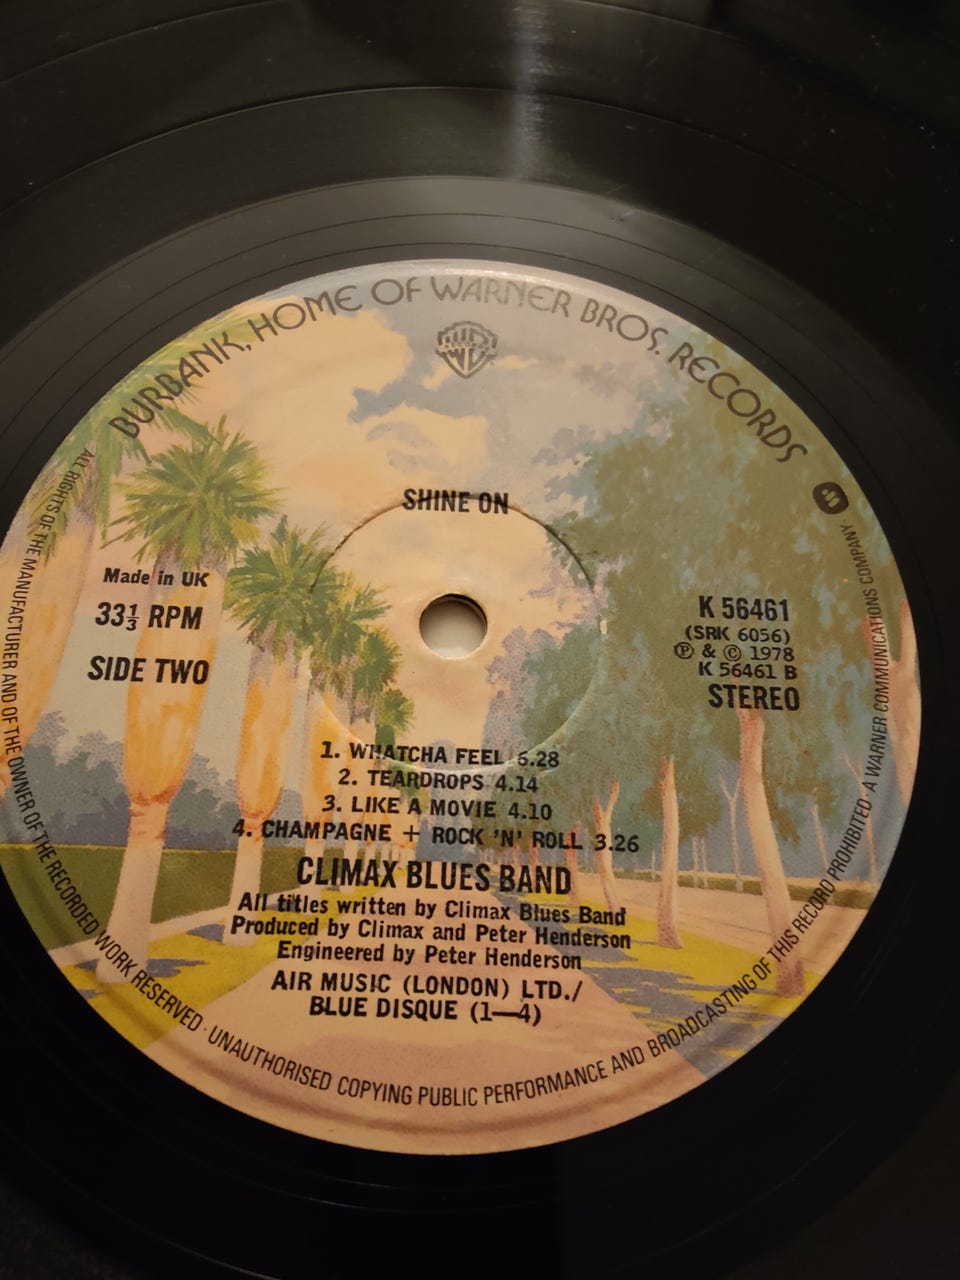 BURBANK, HOME OF WARNER BROS. RECORDS
SHINE ON
Made in UK
33⅓ RPM
SIDE TWO
K 56461
(SRK 6056)
℗ & © 1978
K 56461 B
STEREO
1. WHATCHA FEEL 6.28
2. TEARDROPS 4.14
3. LIKE A MOVIE 4.10
4. CHAMPAGNE + ROCK 'N' ROLL 3.26
CLIMAX BLUES BAND
All titles written by Climax Blues Band
Produced by Climax and Peter Henderson
Engineered by Peter Henderson
AIR MUSIC (LONDON) LTD./
BLUE DISQUE (1—4)
ALL RIGHTS OF THE MANUFACTURER AND OF THE OWNER OF THE RECORDED WORK RESERVED · UNAUTHORISED COPYING PUBLIC PERFORMANCE AND BROADCASTING OF THIS RECORD PROHIBITED · A WARNER COMMUNICATIONS COMPANY